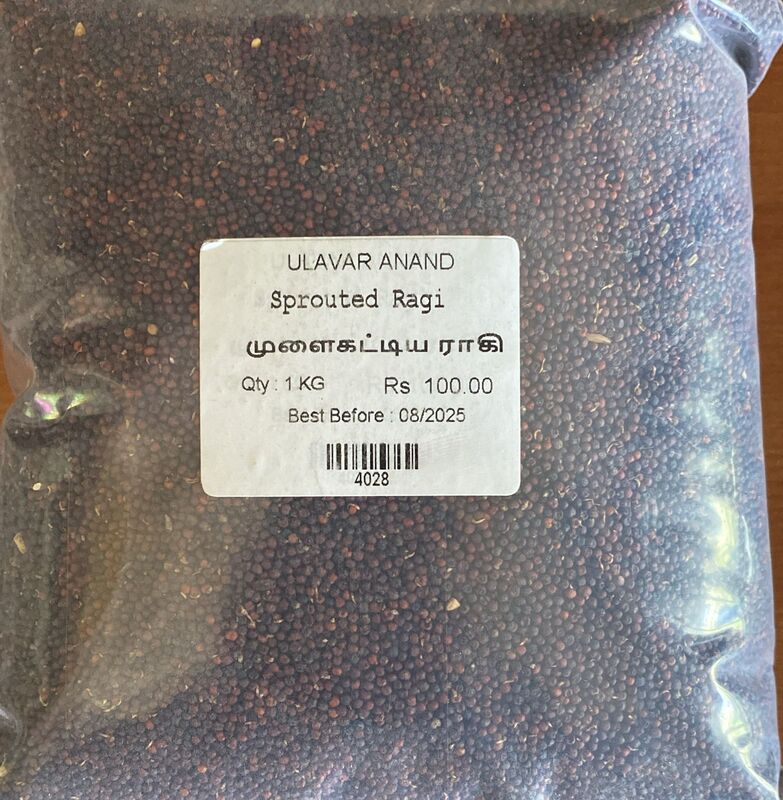 ULAVAR ANAND
Sprouted Ragi
முளைகட்டிய ராகி
Qty : 1 KG Rs 100.00
Best Before : 08/2025
4028